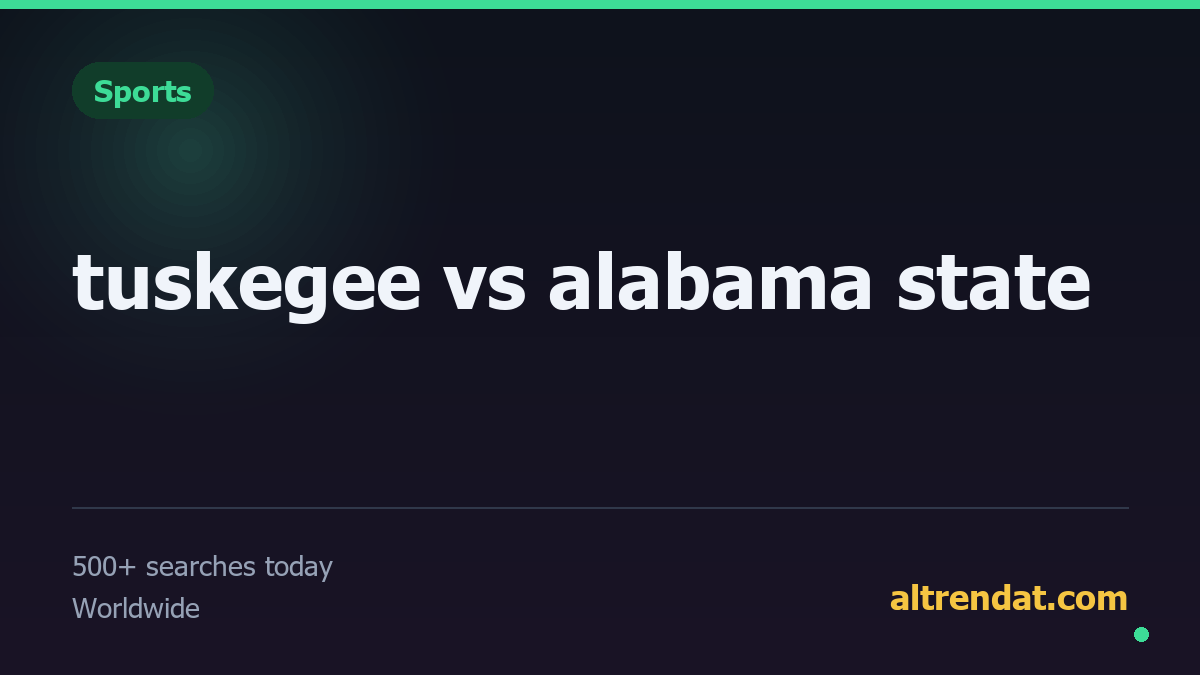 Sports
tuskegee vs alabama state
500+ searches today
Worldwide
altrendat.com